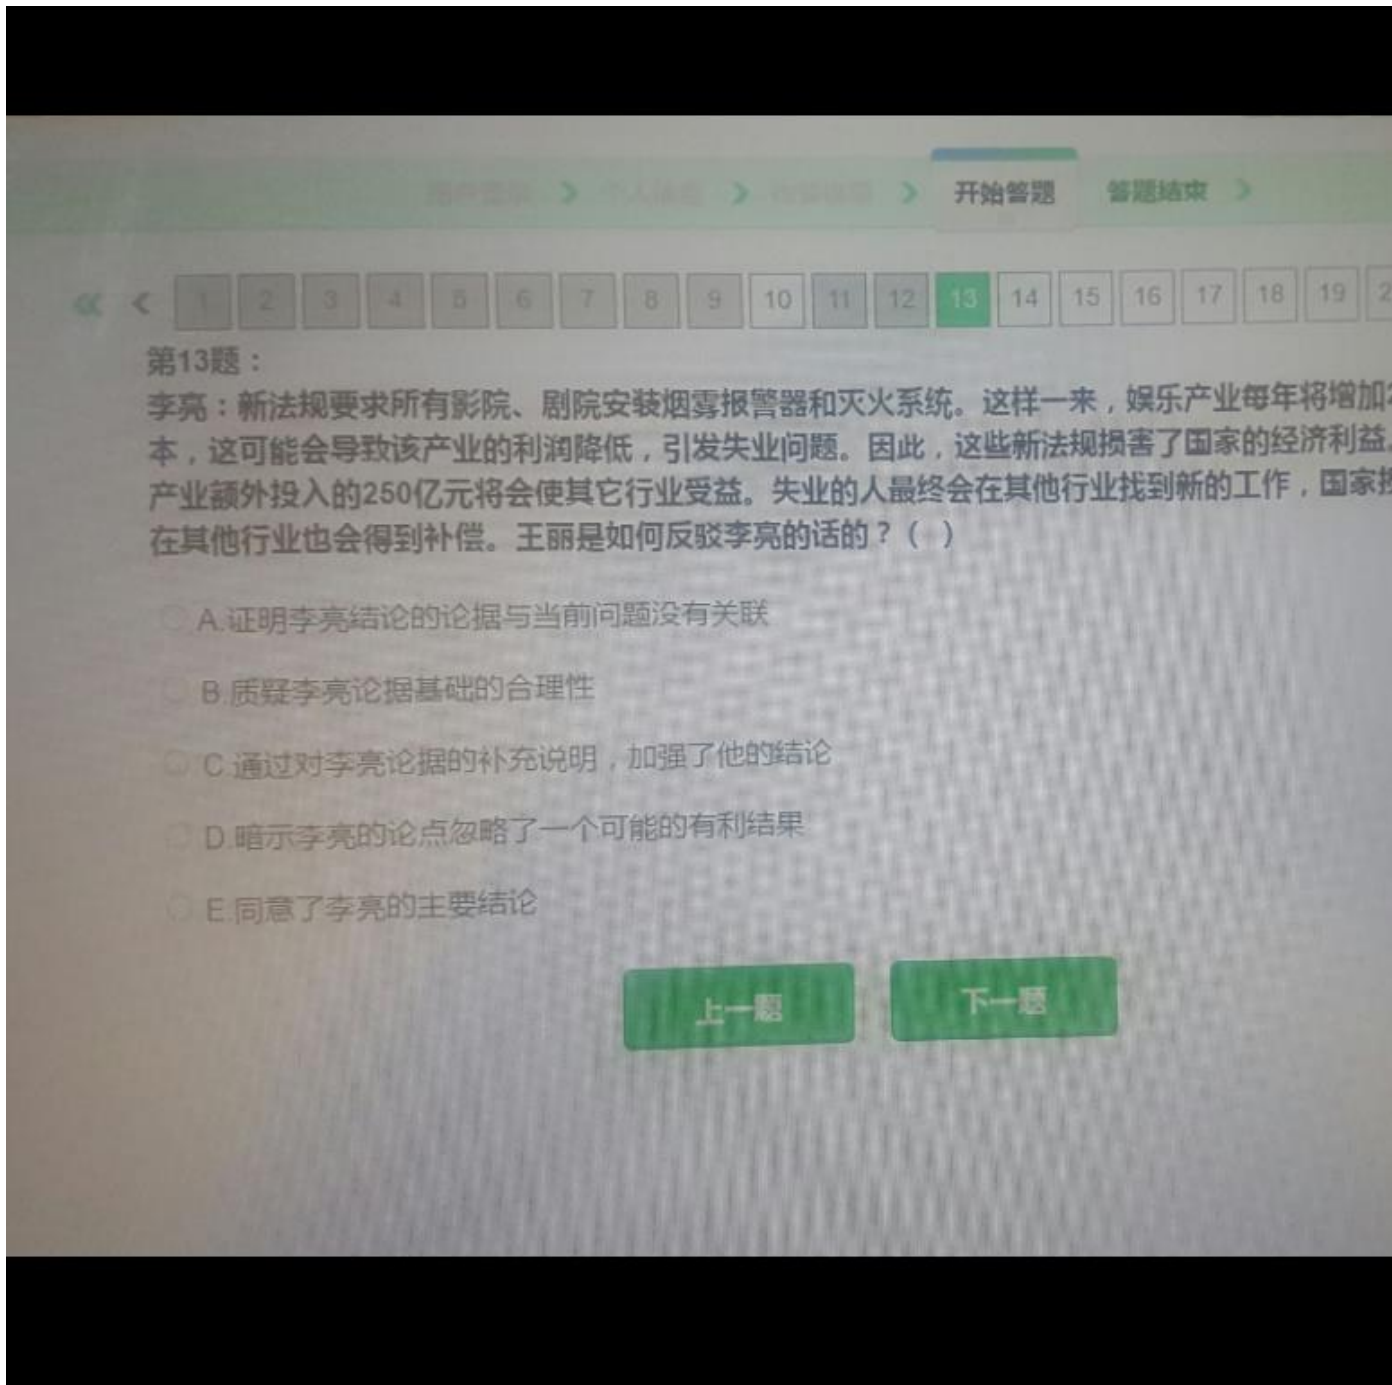 开始答题
答题结束
1 2 3 4 5 6 7 8 9 10 11 12 13 14 15 16 17 18 19 2
第13题：
李亮：新法规要求所有影院、剧院安装烟雾报警器和灭火系统。这样一来，娱乐产业每年将增加
本，这可能会导致该产业的利润降低，引发失业问题。因此，这些新法规损害了国家的经济利益。
产业额外投入的250亿元将会使其它行业受益。失业的人最终会在其他行业找到新的工作，国家
在其他行业也会得到补偿。王丽是如何反驳李亮的话的？（ ）
A.证明李亮结论的论据与当前问题没有关联
B.质疑李亮论据基础的合理性
C.通过对李亮论据的补充说明，加强了他的结论
D.暗示李亮的论点忽略了一个可能的有利结果
E.同意了李亮的主要结论
上一题
下一题